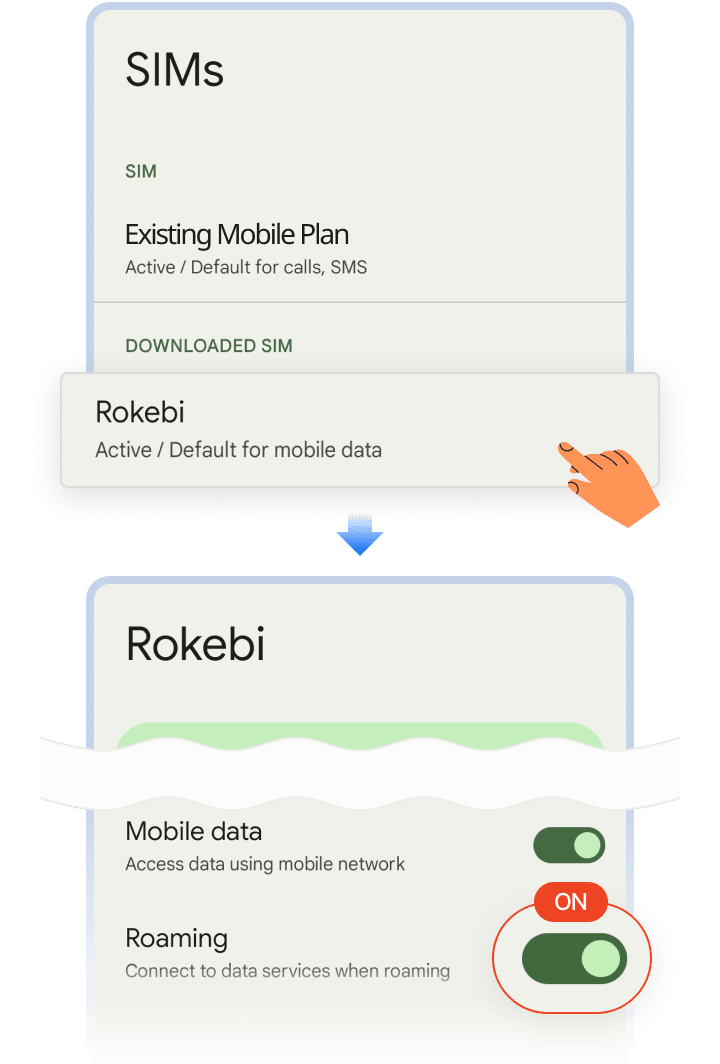 SIMs
SIM
Existing Mobile Plan
Active / Default for calls, SMS
DOWNLOADED SIM
Rokebi
Active / Default for mobile data
Rokebi
Mobile data
Access data using mobile network
ON
Roaming
Connect to data services when roaming